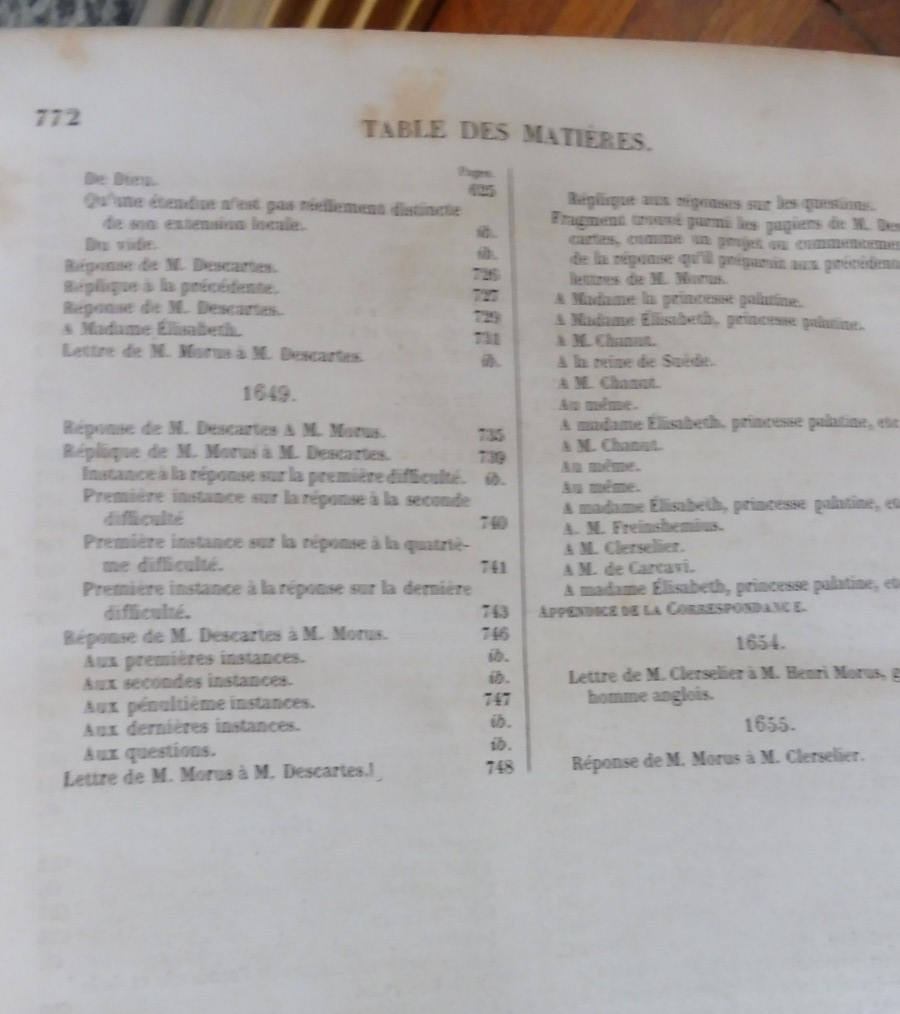 772
TABLE DES MATIÈRES.
Pages.
De Dieu. 625
Qu'une étendue n'est pas réellement distincte
de son extension locale. ib.
Du vide. ib.
Réponse de M. Descartes. 726
Réplique à la précédente. 727
Réponse de M. Descartes. 729
A Madame Élisabeth. 731
Lettre de M. Morus à M. Descartes. ib.
1649.
Réponse de M. Descartes A M. Morus. 735
Réplique de M. Morus à M. Descartes. 739
Instance à la réponse sur la première difficulté. ib.
Première instance sur la réponse à la seconde
difficulté 740
Première instance sur la réponse à la quatriè-
me difficulté. 741
Première instance à la réponse sur la dernière
difficulté. 743
Réponse de M. Descartes à M. Morus. 746
Aux premières instances. ib.
Aux secondes instances. ib.
Aux pénultième instances. 747
Aux dernières instances. ib.
Aux questions. ib.
Lettre de M. Morus à M. Descartes. 748
Réplique aux réponses sur les questions.
Fragment trouvé parmi les papiers de M. Des
cartes, comme un projet ou commenceme
de la réponse qu'il préparoit aux précédent
lettres de M. Morus.
A Madame la princesse palatine.
A Madame Élisabeth, princesse palatine.
A M. Chanut.
A la reine de Suède.
A M. Chanut.
Au même.
A madame Élisabeth, princesse palatine, etc
A M. Chanut.
Au même.
Au même.
A madame Élisabeth, princesse palatine, et
A. M. Freinshemius.
A M. Clerselier.
A M. de Carcavi.
A madame Élisabeth, princesse palatine, et
APPENDICE DE LA CORRESPONDANCE.
1654.
Lettre de M. Clerselier à M. Henri Morus, g
homme anglois.
1655.
Réponse de M. Morus à M. Clerselier.